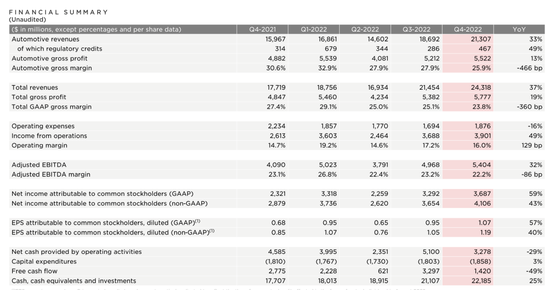 FINANCIAL SUMMARY
(Unaudited)
($ in millions, except percentages and per share data) Q4-2021 Q1-2022 Q2-2022 Q3-2022 Q4-2022 YoY
Automotive revenues 15,967 16,861 14,602 18,692 21,307 33%
of which regulatory credits 314 679 344 286 467 49%
Automotive gross profit 4,882 5,539 4,081 5,212 5,522 13%
Automotive gross margin 30.6% 32.9% 27.9% 27.9% 25.9% -466 bp
Total revenues 17,719 18,756 16,934 21,454 24,318 37%
Total gross profit 4,847 5,460 4,234 5,382 5,777 19%
Total GAAP gross margin 27.4% 29.1% 25.0% 25.1% 23.8% -360 bp
Operating expenses 2,234 1,857 1,770 1,694 1,876 -16%
Income from operations 2,613 3,603 2,464 3,688 3,901 49%
Operating margin 14.7% 19.2% 14.6% 17.2% 16.0% 129 bp
Adjusted EBITDA 4,090 5,023 3,791 4,968 5,404 32%
Adjusted EBITDA margin 23.1% 26.8% 22.4% 23.2% 22.2% -86 bp
Net income attributable to common stockholders (GAAP) 2,321 3,318 2,259 3,292 3,687 59%
Net income attributable to common stockholders (non-GAAP) 2,879 3,736 2,620 3,654 4,106 43%
EPS attributable to common stockholders, diluted (GAAP)(1) 0.68 0.95 0.65 0.95 1.07 57%
EPS attributable to common stockholders, diluted (non-GAAP)(1) 0.85 1.07 0.76 1.05 1.19 40%
Net cash provided by operating activities 4,585 3,995 2,351 5,100 3,278 -29%
Capital expenditures (1,810) (1,767) (1,730) (1,803) (1,858) 3%
Free cash flow 2,775 2,228 621 3,297 1,420 -49%
Cash, cash equivalents and investments 17,707 18,013 18,915 21,107 22,185 25%